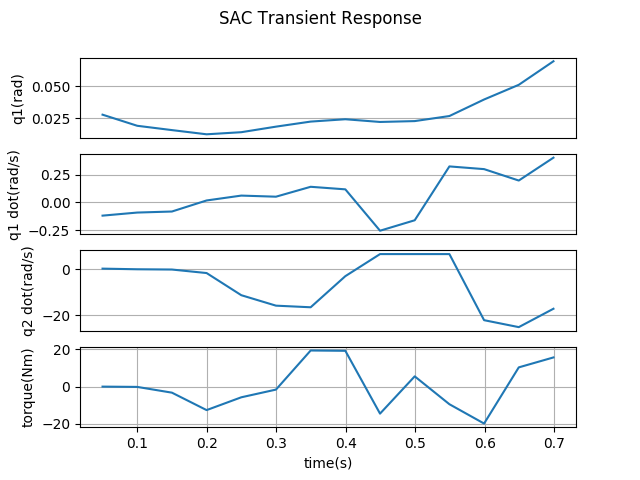 SAC Transient Response
q1(rad)
0.050
0.025
q1 dot(rad/s)
0.25
0.00
−0.25
q2 dot(rad/s)
0
−20
torque(Nm)
20
0
−20
0.1 0.2 0.3 0.4 0.5 0.6 0.7
time(s)